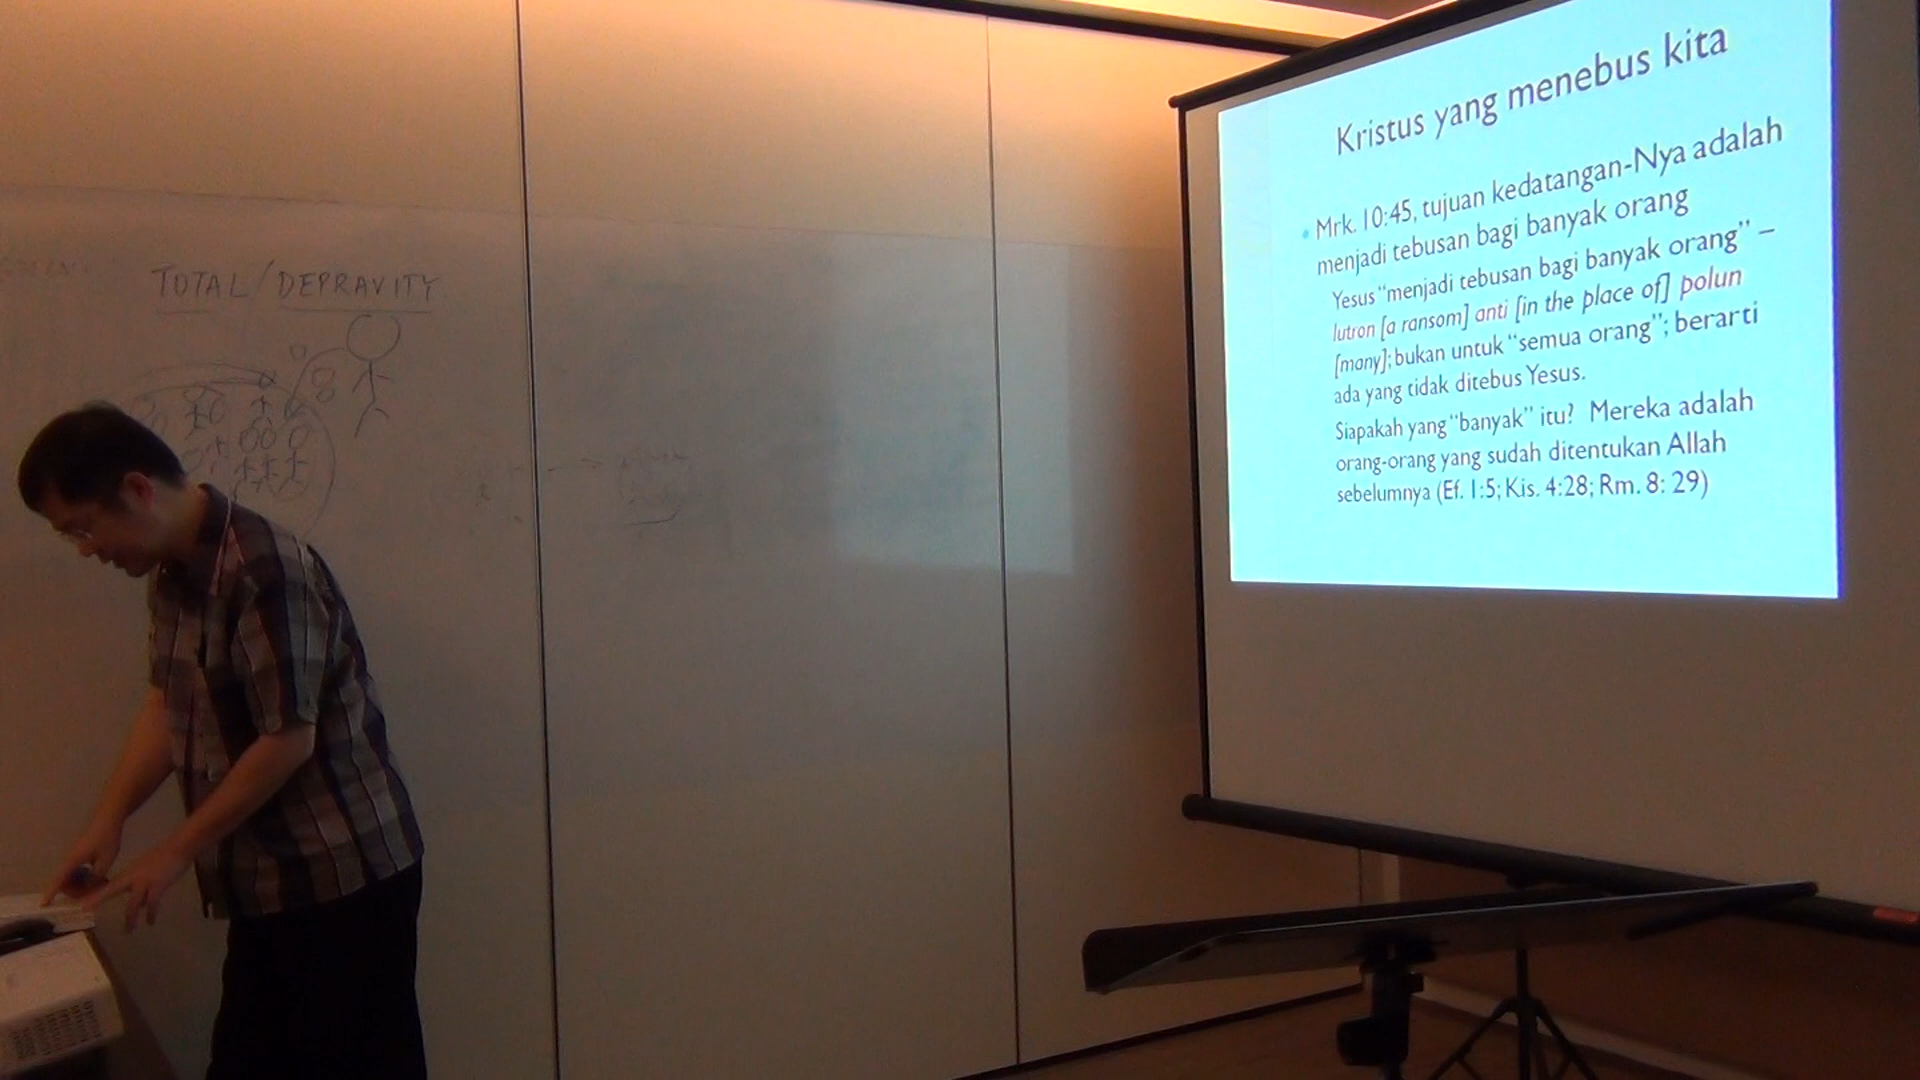 TOTAL / DEPRAVITY
Kristus yang menebus kita
Mrk. 10:45, tujuan kedatangan-Nya adalah
menjadi tebusan bagi banyak orang
Yesus “menjadi tebusan bagi banyak orang” –
lutron [a ransom] anti [in the place of] polun
[many]; bukan untuk “semua orang”; berarti
ada yang tidak ditebus Yesus.
Siapakah yang “banyak” itu? Mereka adalah
orang-orang yang sudah ditentukan Allah
sebelumnya (Ef. 1:5; Kis. 4:28; Rm. 8: 29)